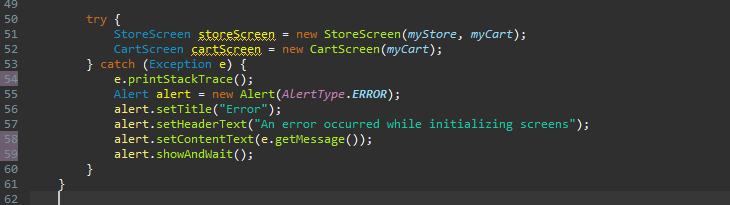 49
50 try {
51 StoreScreen storeScreen = new StoreScreen(myStore, myCart);
52 CartScreen cartScreen = new CartScreen(myCart);
53 } catch (Exception e) {
54 e.printStackTrace();
55 Alert alert = new Alert(AlertType.ERROR);
56 alert.setTitle("Error");
57 alert.setHeaderText("An error occurred while initializing screens");
58 alert.setContentText(e.getMessage());
59 alert.showAndWait();
60 }
61 }
62